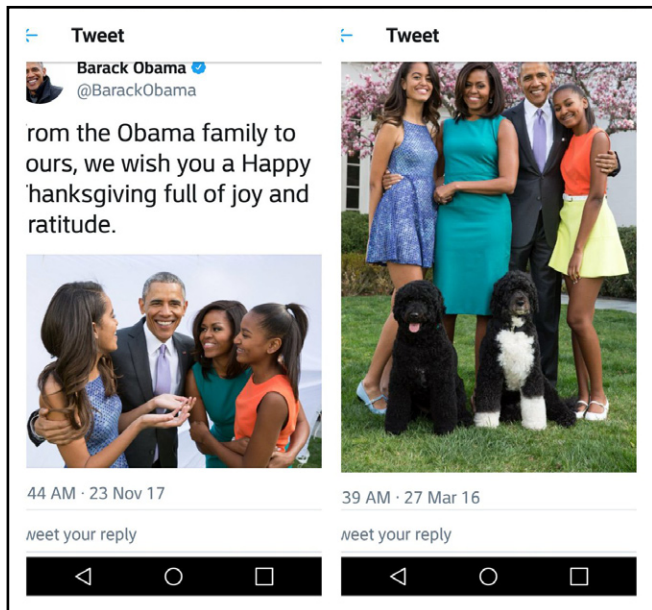 Tweet
Barack Obama
@BarackObama
rom the Obama family to
ours, we wish you a Happy
hanksgiving full of joy and
ratitude.
44 AM · 23 Nov 17
weet your reply
Tweet
39 AM · 27 Mar 16
weet your reply